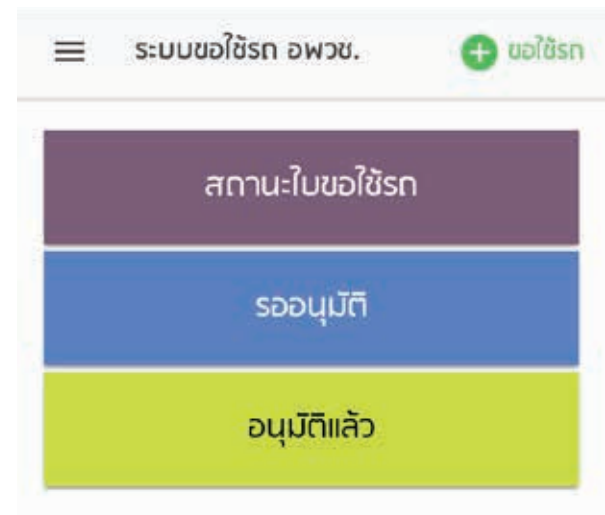 ระบบขอใช้รถ อพวช. ขอใช้รถ
สถานะใบขอใช้รถ
รออนุมัติ
อนุมัติแล้ว